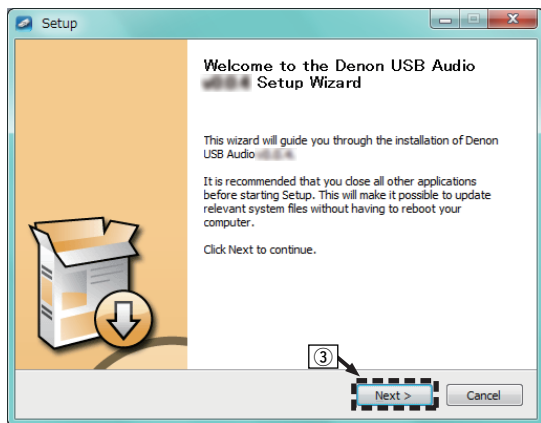 Setup
Welcome to the Denon USB Audio
Setup Wizard
This wizard will guide you through the installation of Denon
USB Audio
It is recommended that you close all other applications
before starting Setup. This will make it possible to update
relevant system files without having to reboot your
computer.
Click Next to continue.
③
Next >
Cancel